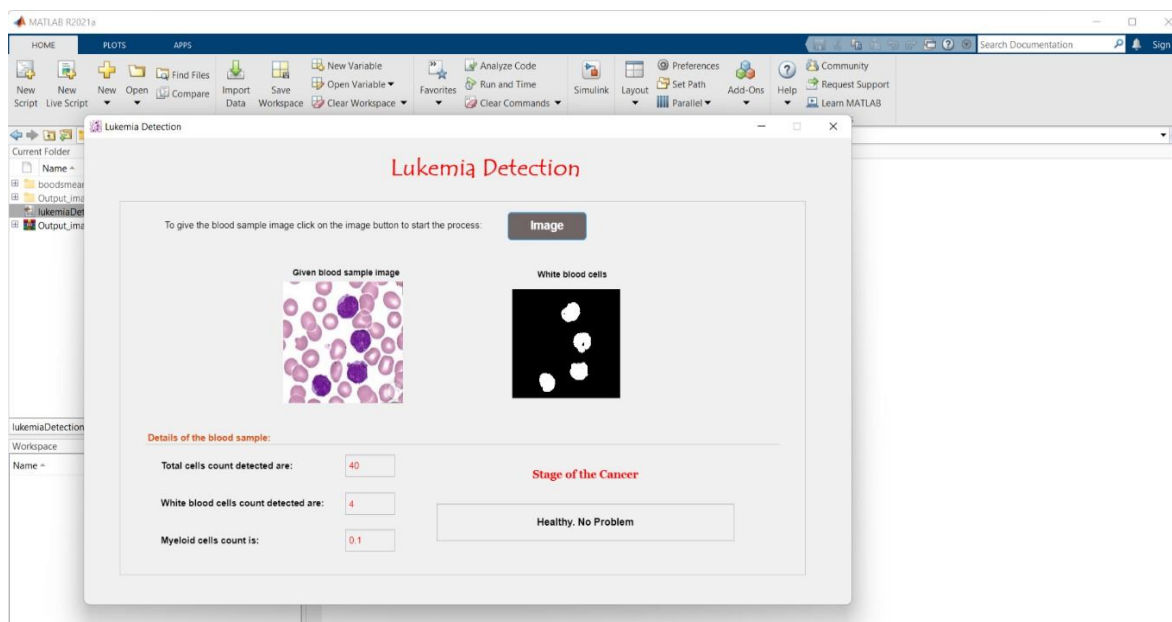 MATLAB R2021a
HOME PLOTS APPS
Search Documentation
Sign
New Script
New Live Script
New
Open
Find Files
Compare
Import Data
Save Workspace
New Variable
Open Variable
Clear Workspace
Favorites
Analyze Code
Run and Time
Clear Commands
Simulink
Layout
Preferences
Set Path
Parallel
Add-Ons
Help
Community
Request Support
Learn MATLAB
Current Folder
Name
boodsmear
Output_ima
lukemiaDet
Output_ima
lukemiaDetection
Workspace
Name
Lukemia Detection
Lukemia Detection
To give the blood sample image click on the image button to start the process:
Image
Given blood sample image
White blood cells
Details of the blood sample:
Total cells count detected are: 40
White blood cells count detected are: 4
Myeloid cells count is: 0.1
Stage of the Cancer
Healthy. No Problem